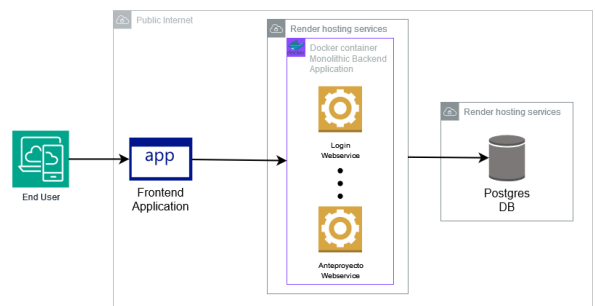 Public Internet
Render hosting services
Docker container
Monolithic Backend
Application
Login
Webservice
Anteproyecto
Webservice
End User
app
Frontend
Application
Render hosting services
Postgres
DB